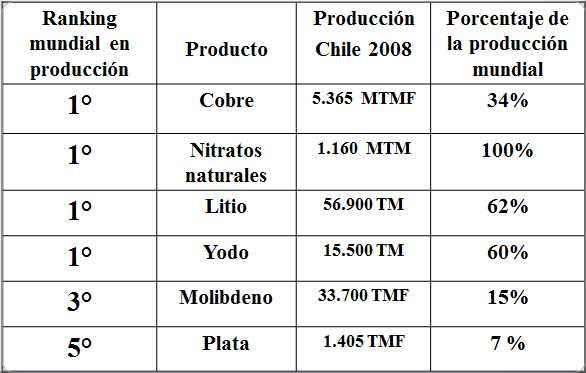 Ranking
mundial en
producción
Producto
Producción
Chile 2008
Porcentaje de
la producción
mundial
1° Cobre 5.365 MTMF 34%
1° Nitratos
naturales 1.160 MTM 100%
1° Litio 56.900 TM 62%
1° Yodo 15.500 TM 60%
3° Molibdeno 33.700 TMF 15%
5° Plata 1.405 TMF 7 %